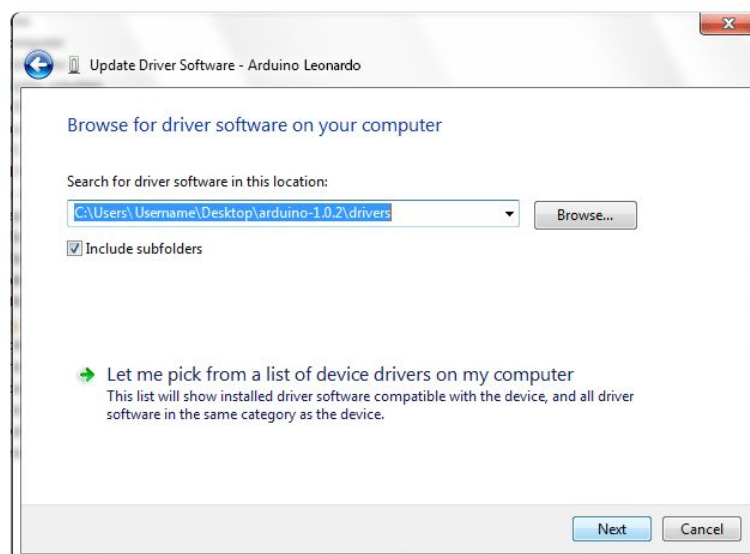 Update Driver Software - Arduino Leonardo
Browse for driver software on your computer
Search for driver software in this location:
C:\Users\ Username\Desktop\arduino-1.0.2\drivers
Browse...
Include subfolders
Let me pick from a list of device drivers on my computer
This list will show installed driver software compatible with the device, and all driver
software in the same category as the device.
Next
Cancel